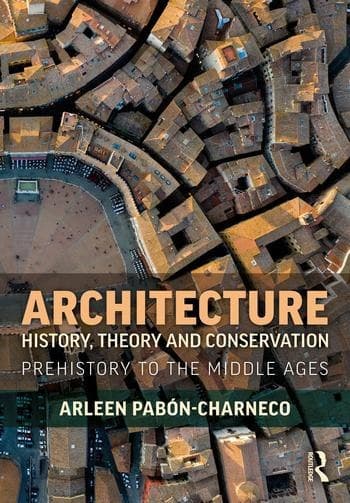 ARCHITECTURE
HISTORY, THEORY AND CONSERVATION
PREHISTORY TO THE MIDDLE AGES
ARLEEN PABÓN-CHARNECO
ROUTLEDGE